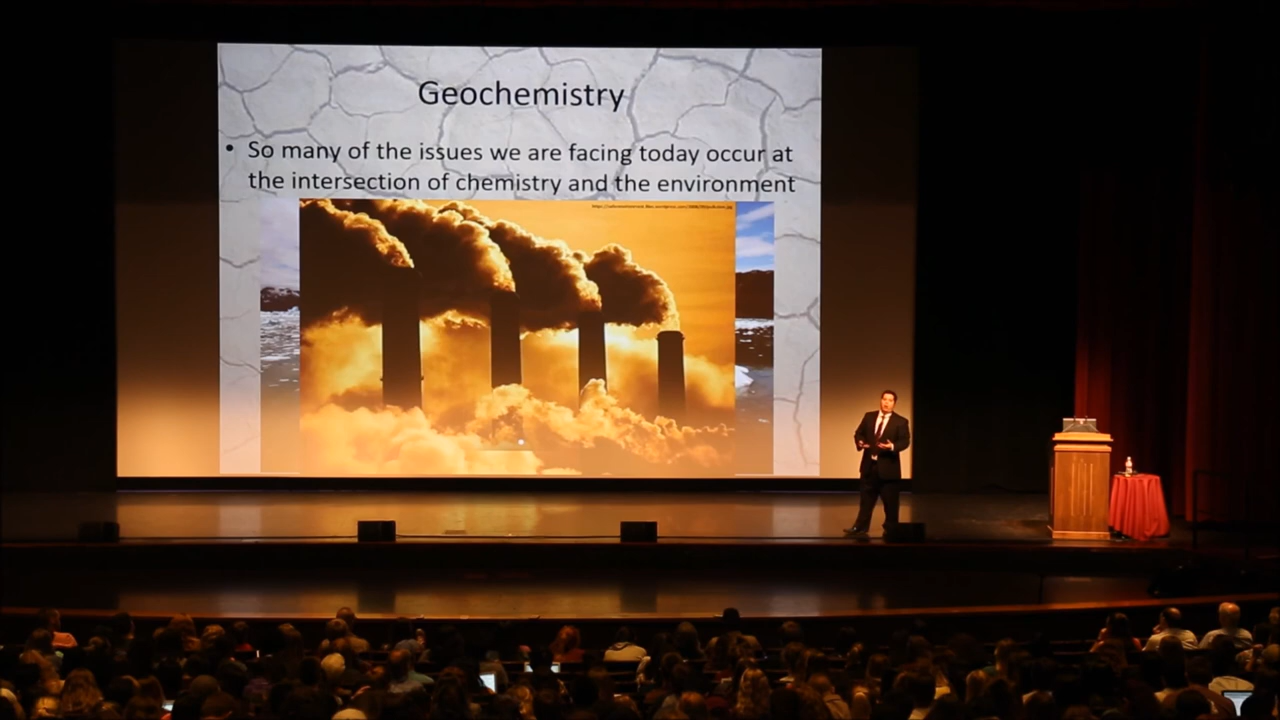 Geochemistry
• So many of the issues we are facing today occur at
the intersection of chemistry and the environment